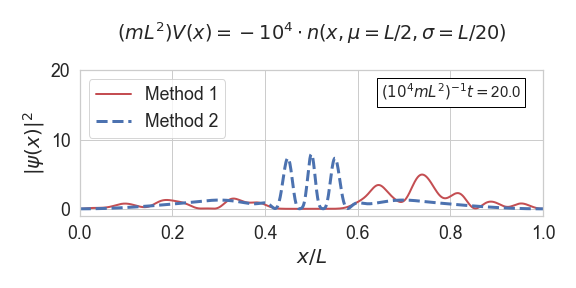 (mL²)V(x) = −10⁴ · n(x, μ = L/2, σ = L/20)
20
10
0
|ψ(x)|²
Method 1
Method 2
(10⁴mL²)⁻¹t = 20.0
0.0 0.2 0.4 0.6 0.8 1.0
x/L